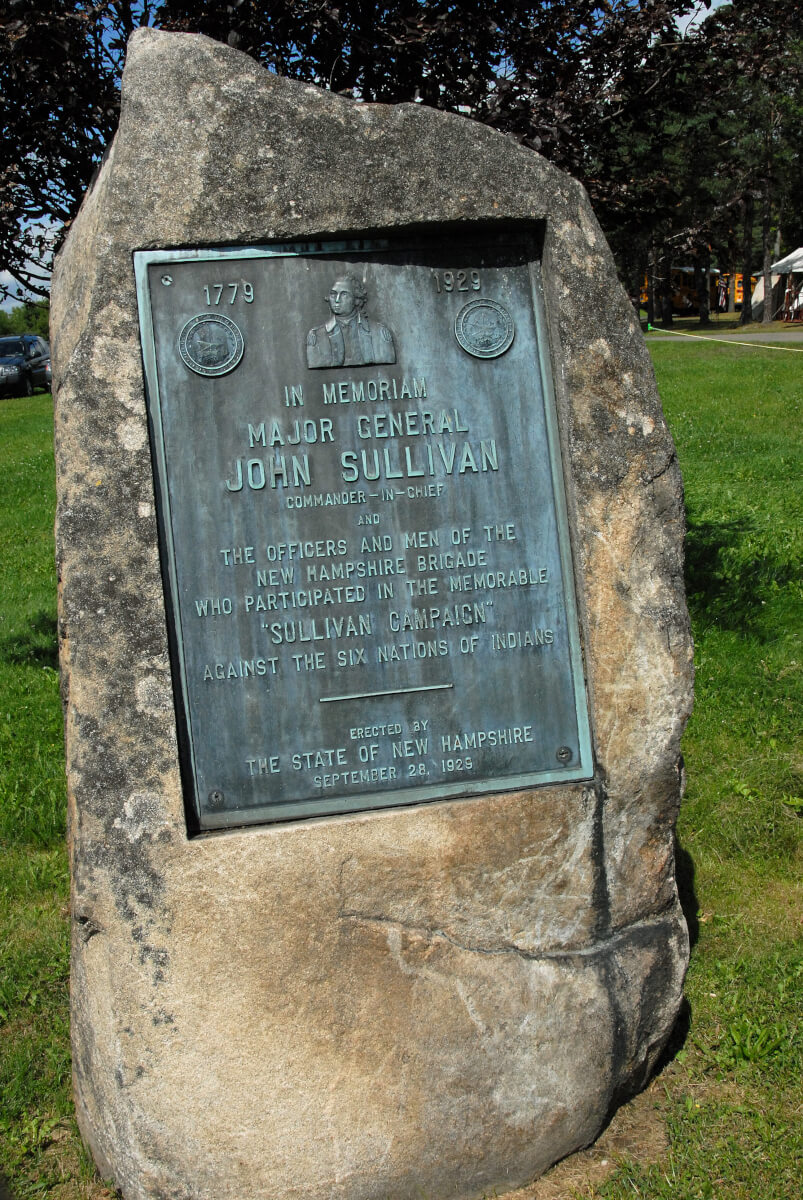 1779 1929
IN MEMORIAM
MAJOR GENERAL
JOHN SULLIVAN
COMMANDER-IN-CHIEF
AND
THE OFFICERS AND MEN OF THE
NEW HAMPSHIRE BRIGADE
WHO PARTICIPATED IN THE MEMORABLE
"SULLIVAN CAMPAIGN"
AGAINST THE SIX NATIONS OF INDIANS
ERECTED BY
THE STATE OF NEW HAMPSHIRE
SEPTEMBER 28, 1929